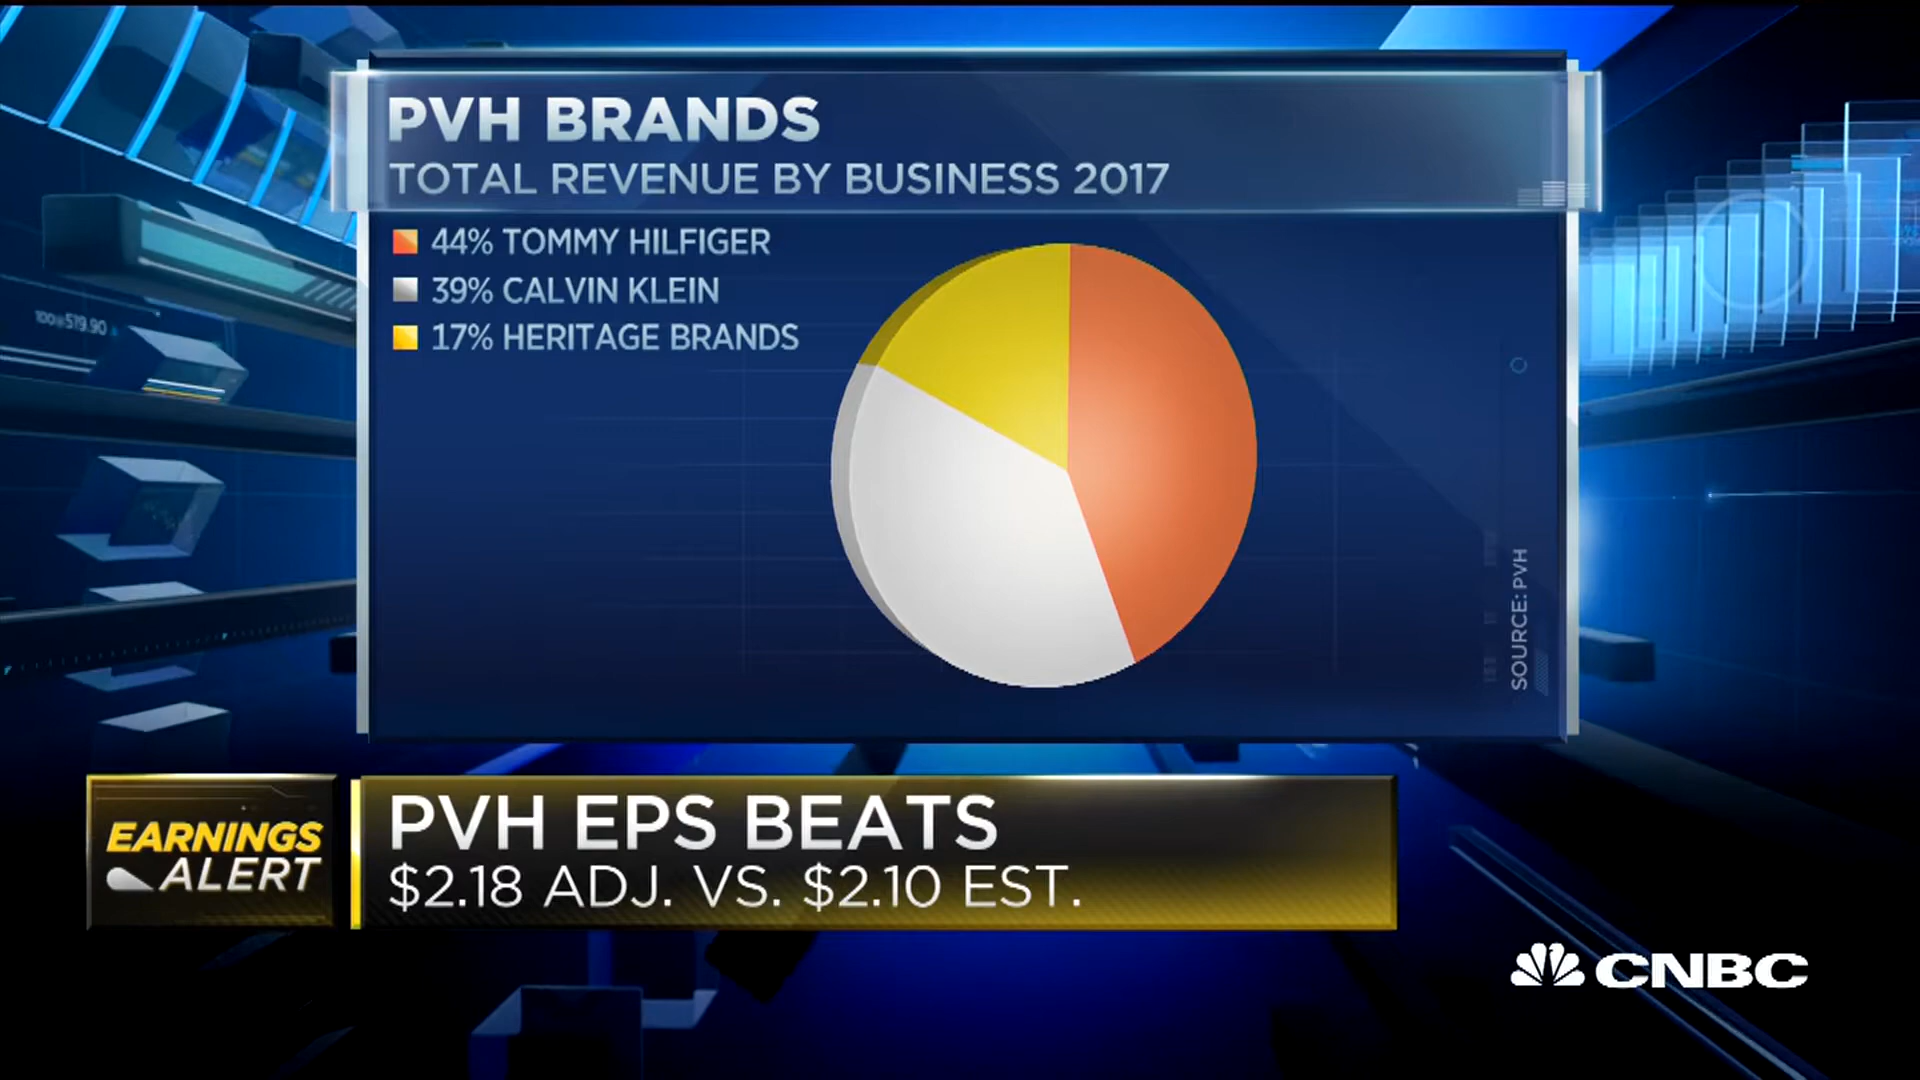 PVH BRANDS
TOTAL REVENUE BY BUSINESS 2017
44% TOMMY HILFIGER
39% CALVIN KLEIN
17% HERITAGE BRANDS
SOURCE: PVH
EARNINGS
ALERT
PVH EPS BEATS
$2.18 ADJ. VS. $2.10 EST.
CNBC